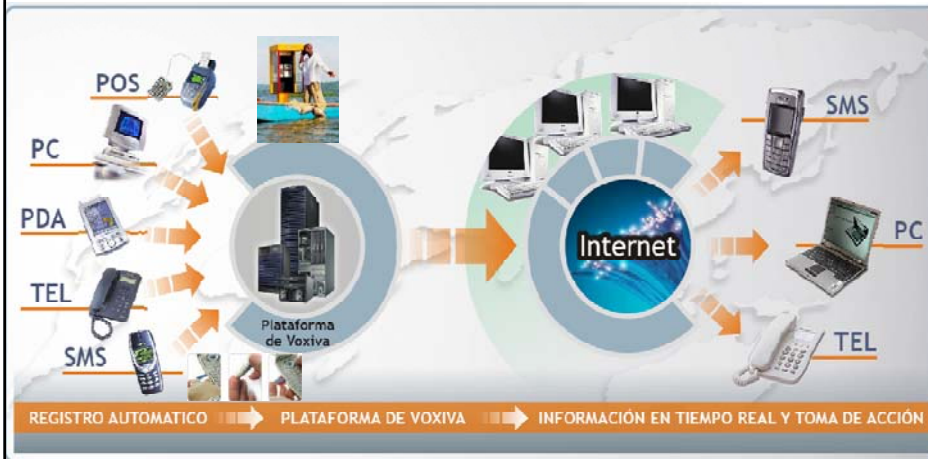 POS
PC
PDA
TEL
SMS
Plataforma
de Voxiva
Internet
SMS
PC
TEL
REGISTRO AUTOMATICO
PLATAFORMA DE VOXIVA
INFORMACIÓN EN TIEMPO REAL Y TOMA DE ACCIÓN